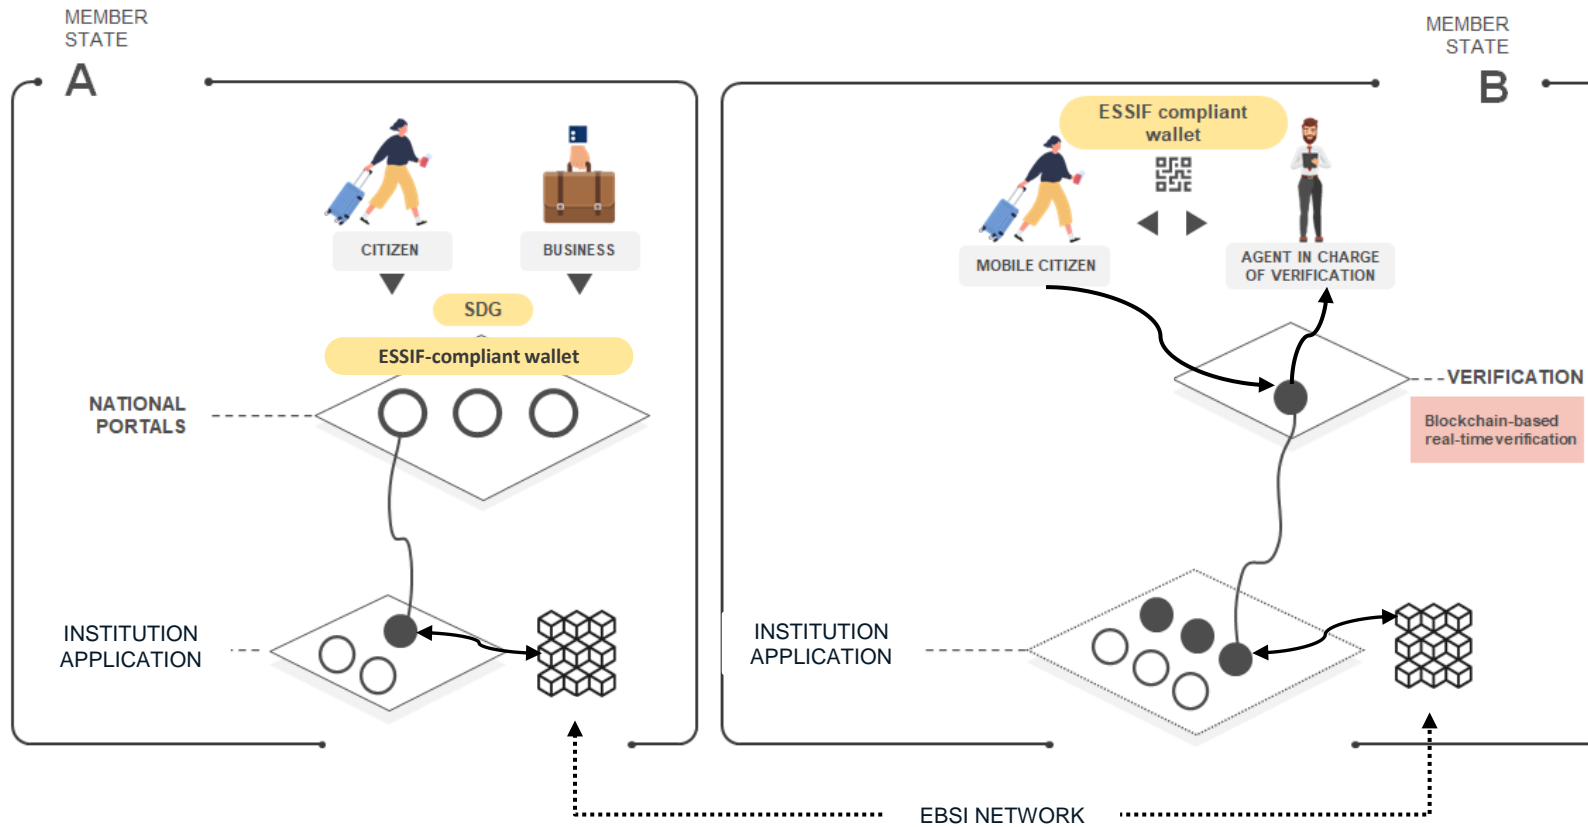 MEMBER
STATE
A
CITIZEN
BUSINESS
SDG
ESSIF-compliant wallet
NATIONAL
PORTALS
INSTITUTION
APPLICATION
MEMBER
STATE
B
ESSIF compliant
wallet
MOBILE CITIZEN
AGENT IN CHARGE
OF VERIFICATION
VERIFICATION
Blockchain-based
real-time verification
INSTITUTION
APPLICATION
EBSI NETWORK